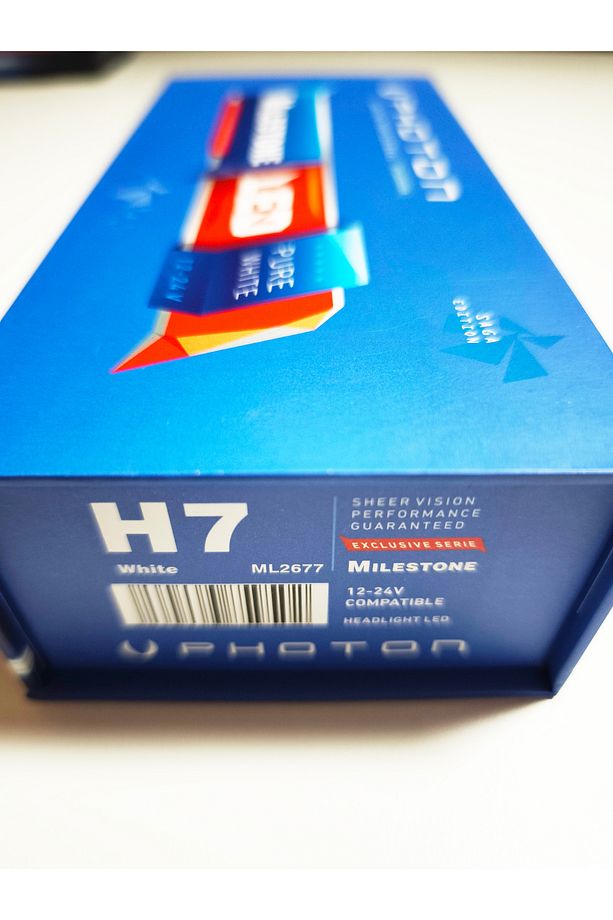 PHOTON
MILESTONE
PURE
WHITE
12-24V
SAGA
EDITION
H7
White
ML2677
SHEER VISION
PERFORMANCE
GUARANTEED
EXCLUSIVE SERIE
MILESTONE
12-24V
COMPATIBLE
HEADLIGHT LED
PHOTON